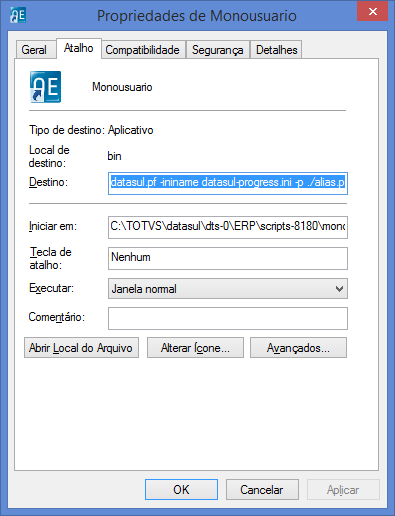 Propriedades de Monousuario
Geral Atalho Compatibilidade Segurança Detalhes
AE Monousuario
Tipo de destino: Aplicativo
Local de
destino: bin
Destino: datasul.pf -ininame datasul-progress.ini -p ./alias.p
Iniciar em: C:\TOTVS\datasul\dts-0\ERP\scripts-8180\mono
Tecla de
atalho: Nenhum
Executar: Janela normal
Comentário:
Abrir Local do Arquivo Alterar Ícone... Avançados...
OK Cancelar Aplicar